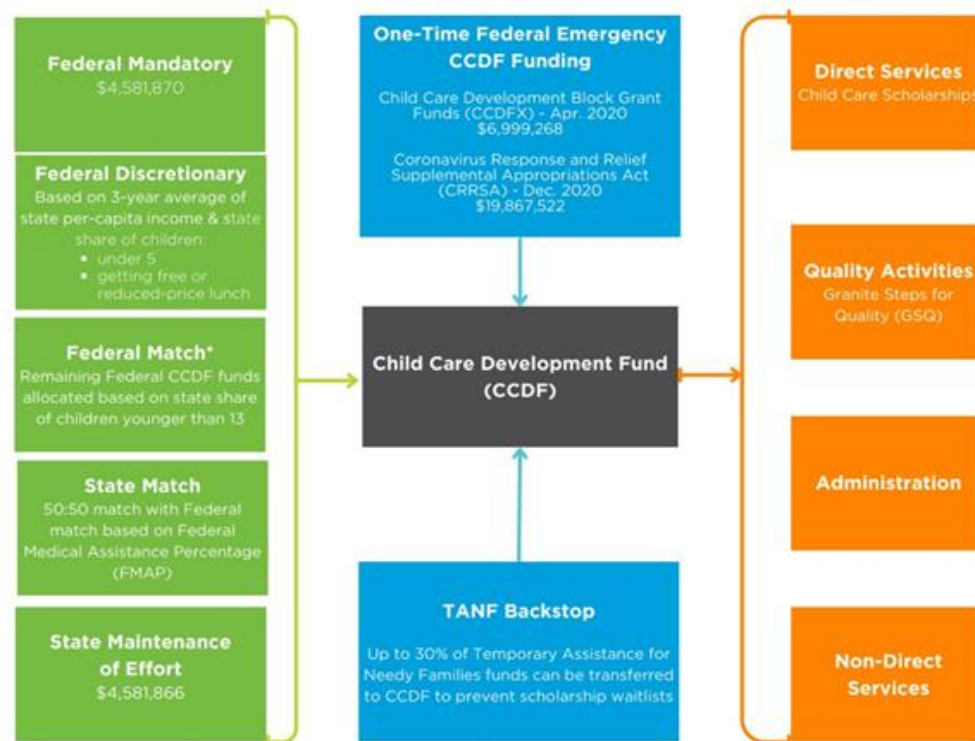 Federal Mandatory
$4,581,870
Federal Discretionary
Based on 3-year average of
state per-capita income & state
share of children:
• under 5
• getting free or
reduced-price lunch
Federal Match*
Remaining Federal CCDF funds
allocated based on state share
of children younger than 13
State Match
50:50 match with Federal
match based on Federal
Medical Assistance Percentage
(FMAP)
State Maintenance
of Effort
$4,581,866
One-Time Federal Emergency
CCDF Funding
Child Care Development Block Grant
Funds (CCDFX) - Apr. 2020
$6,999,268
Coronavirus Response and Relief
Supplemental Appropriations Act
(CRRSA) - Dec. 2020
$19,867,522
Child Care Development Fund
(CCDF)
TANF Backstop
Up to 30% of Temporary Assistance for
Needy Families funds can be transferred
to CCDF to prevent scholarship waitlists
Direct Services
Child Care Scholarships
Quality Activities
Granite Steps for
Quality (GSQ)
Administration
Non-Direct
Services